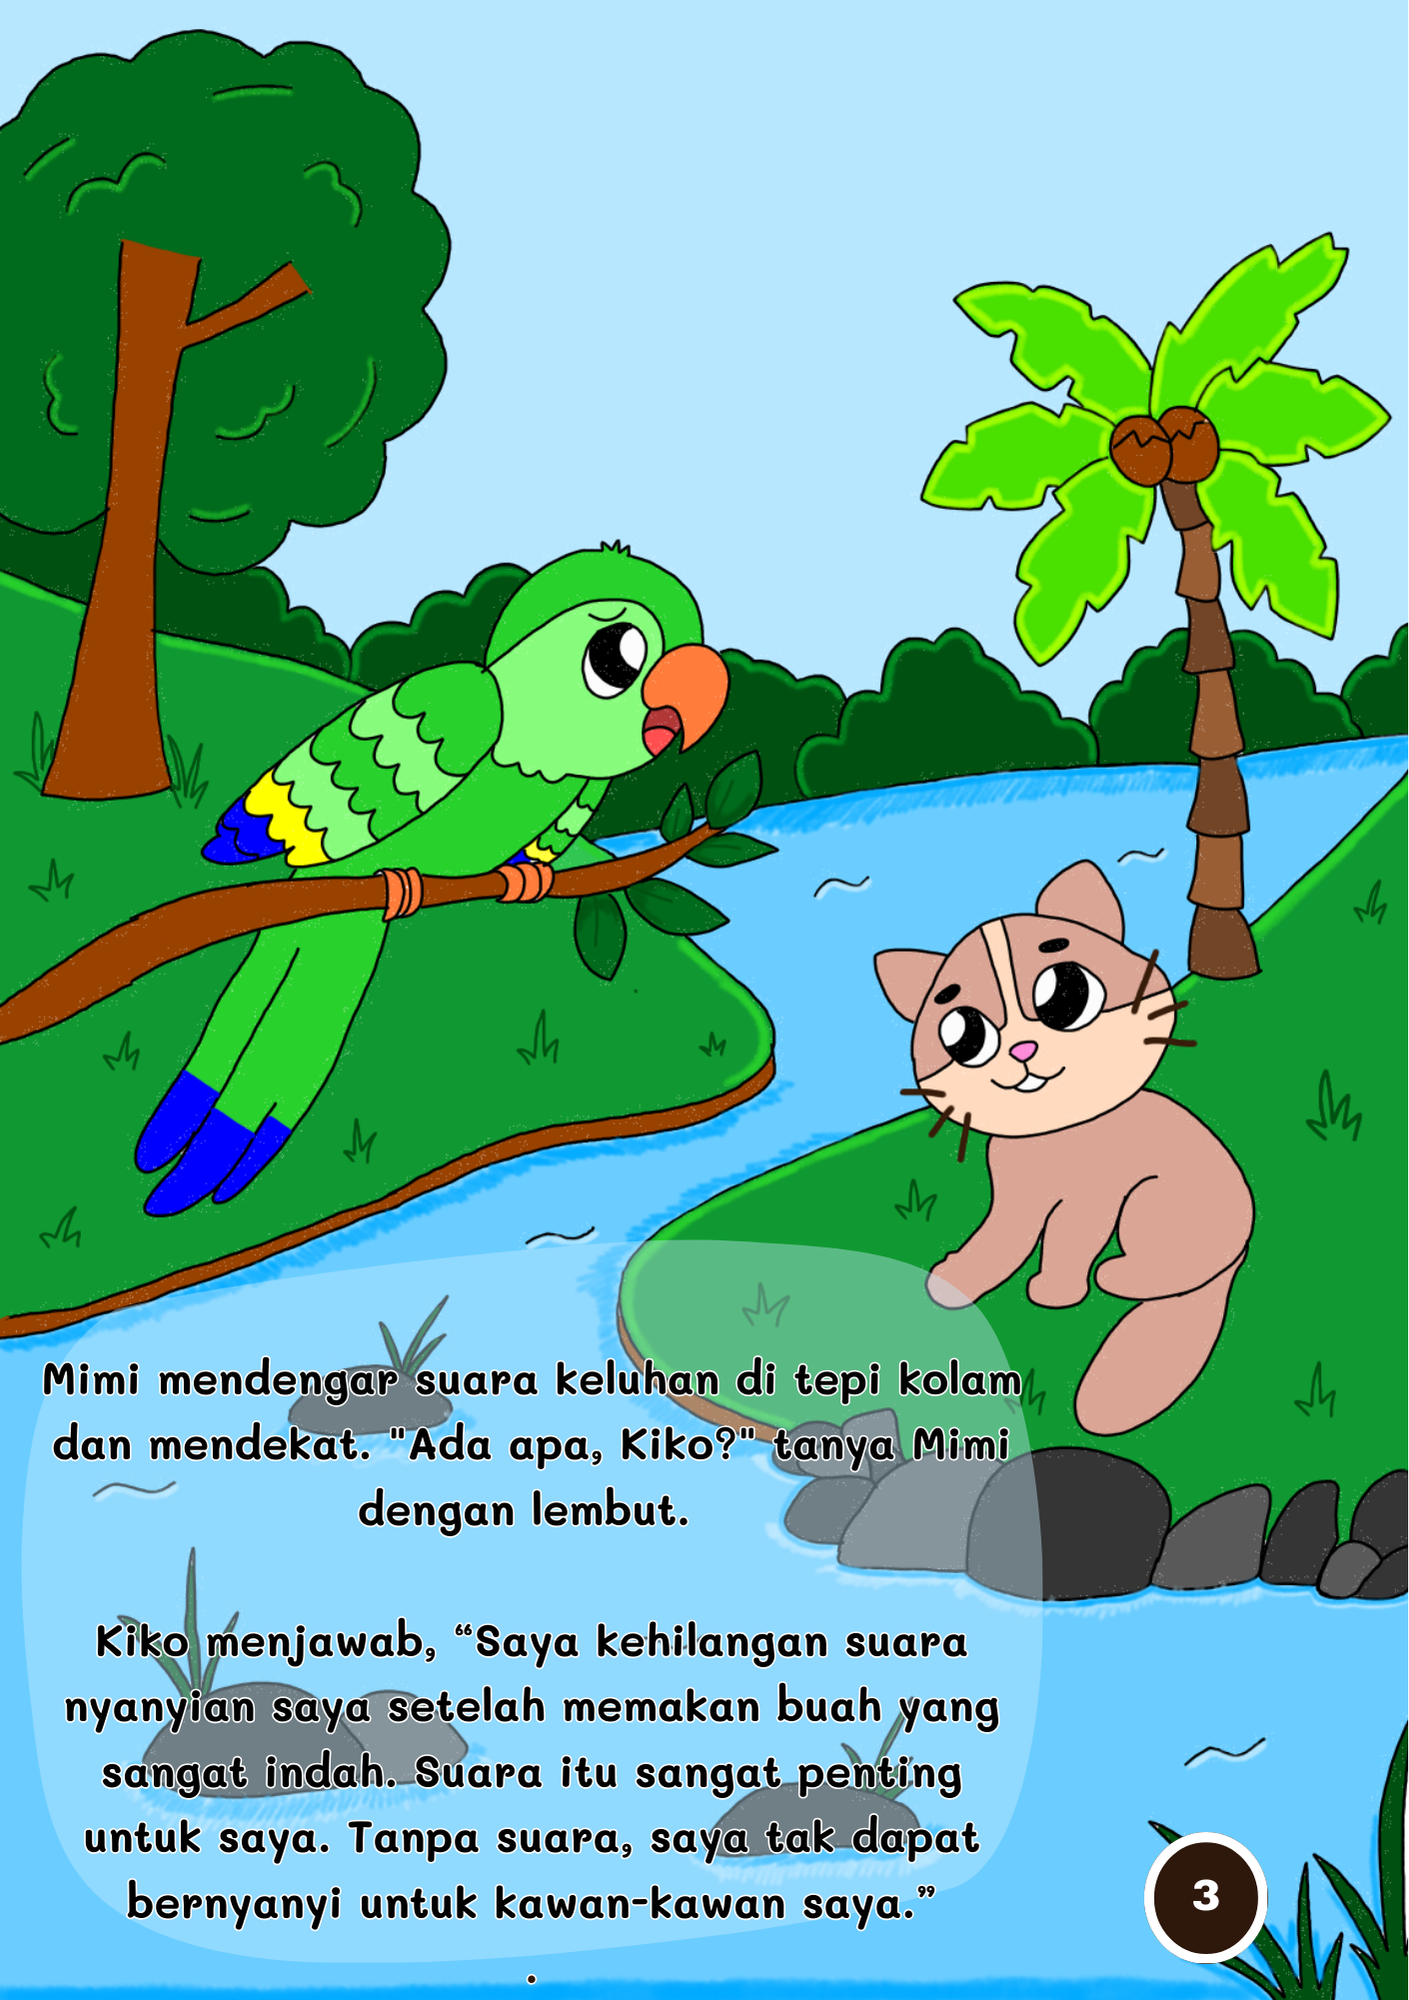 Mimi mendengar suara keluhan di tepi kolam
dan mendekat. "Ada apa, Kiko?" tanya Mimi
dengan lembut.
Kiko menjawab, “Saya kehilangan suara
nyanyian saya setelah memakan buah yang
sangat indah. Suara itu sangat penting
untuk saya. Tanpa suara, saya tak dapat
bernyanyi untuk kawan-kawan saya.”
.
3